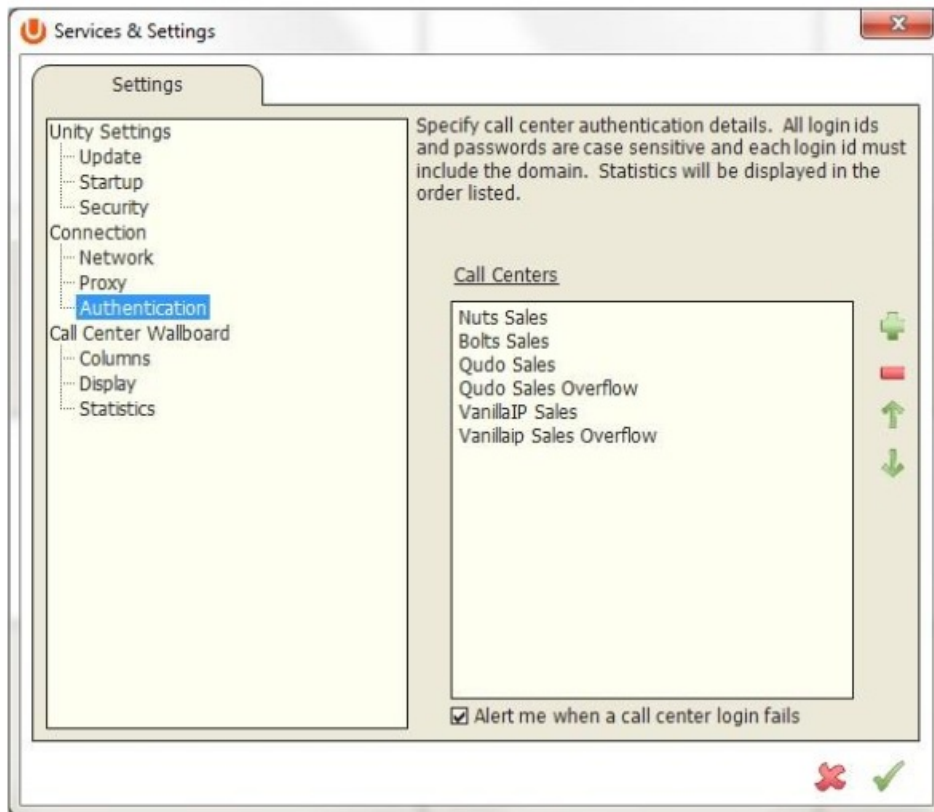 Services & Settings
Settings
Unity Settings
Update
Startup
Security
Connection
Network
Proxy
Authentication
Call Center Wallboard
Columns
Display
Statistics
Specify call center authentication details. All login ids
and passwords are case sensitive and each login id must
include the domain. Statistics will be displayed in the
order listed.
Call Centers
Nuts Sales
Bolts Sales
Qudo Sales
Qudo Sales Overflow
VanillaIP Sales
Vanillaip Sales Overflow
Alert me when a call center login fails